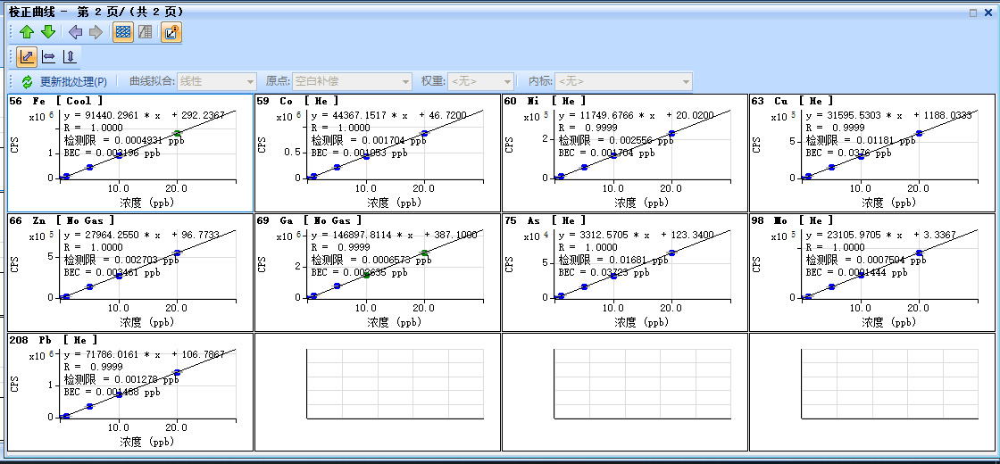 校正曲线 - 第 2 页/(共 2 页)
更新批处理(P) 曲线拟合: 线性 原点: 空白补偿 权重: <无> 内标: <无>
56 Fe [ Cool ]
x10 6
CPS
y = 91440.2961 * x + 292.2367
R = 1.0000
检测限 = 0.0004931 ppb
BEC = 0.003196 ppb
1
0
10.0 20.0
浓度 (ppb)
59 Co [ He ]
x10 6
CPS
y = 44367.1517 * x + 46.7200
R = 1.0000
检测限 = 0.001704 ppb
BEC = 0.001053 ppb
0.5
0
10.0 20.0
浓度 (ppb)
60 Ni [ He ]
x10 5
CPS
y = 11749.6766 * x + 20.0200
R = 0.9999
检测限 = 0.002556 ppb
BEC = 0.001704 ppb
2
0
10.0 20.0
浓度 (ppb)
63 Cu [ He ]
x10 5
CPS
y = 31595.5303 * x + 1188.0333
R = 0.9999
检测限 = 0.01181 ppb
BEC = 0.0376 ppb
5
0
10.0 20.0
浓度 (ppb)
66 Zn [ No Gas ]
x10 5
CPS
y = 27964.2550 * x + 96.7733
R = 1.0000
检测限 = 0.002703 ppb
BEC = 0.003461 ppb
5
0
10.0 20.0
浓度 (ppb)
69 Ga [ No Gas ]
x10 6
CPS
y = 146897.8114 * x + 387.1000
R = 0.9999
检测限 = 0.0006573 ppb
BEC = 0.002635 ppb
2
0
10.0 20.0
浓度 (ppb)
75 As [ He ]
x10 4
CPS
y = 3312.5705 * x + 123.3400
R = 1.0000
检测限 = 0.01681 ppb
BEC = 0.03723 ppb
5
0
10.0 20.0
浓度 (ppb)
98 Mo [ He ]
x10 5
CPS
y = 23105.9705 * x + 3.3367
R = 1.0000
检测限 = 0.0007504 ppb
BEC = 0.0001444 ppb
5
0
10.0 20.0
浓度 (ppb)
208 Pb [ He ]
x10 6
CPS
y = 71786.0161 * x + 106.7867
R = 0.9999
检测限 = 0.001278 ppb
BEC = 0.001488 ppb
1
0
10.0 20.0
浓度 (ppb)